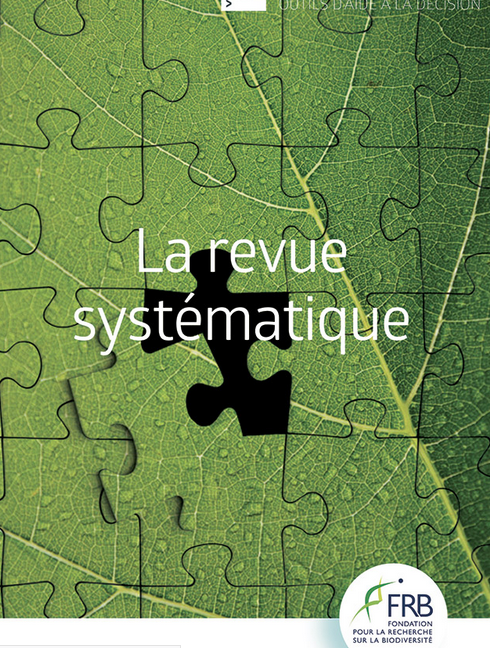 >
OUTILS D'AIDE À LA DÉCISION
La revue
systématique
FRB
FONDATION
POUR LA RECHERCHE
SUR LA BIODIVERSITÉ